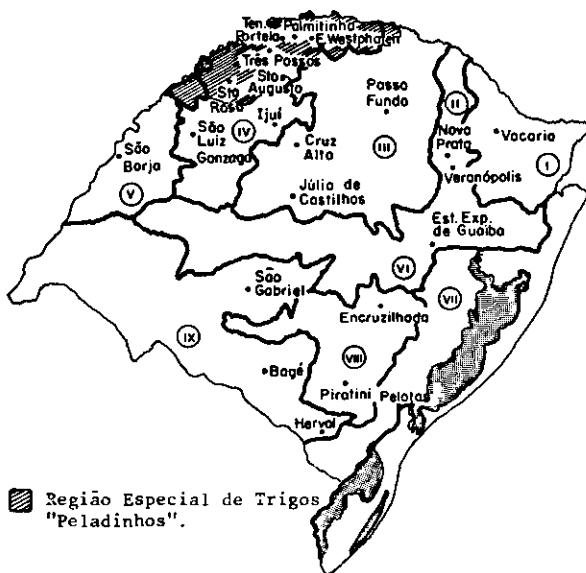 Ten.
Portela
Palmitinha
F. Westphalen
Três Passos
Sto
Augusto
Sta
Rosa
Ijuí
IV
São
Luiz
Gonzaga
São
Borja
V
Passo
Fundo
III
Cruz
Alta
Júlia de
Castilhos
II
Nova
Prata
Veranópolis
Vacaria
I
Est. Exp.
de Guaíba
VI
VII
São
Gabriel
Encruzilhada
IX
VIII
Bagé
Piratini
Pelotas
Herval
Região Especial de Trigos
"Peladinhos".